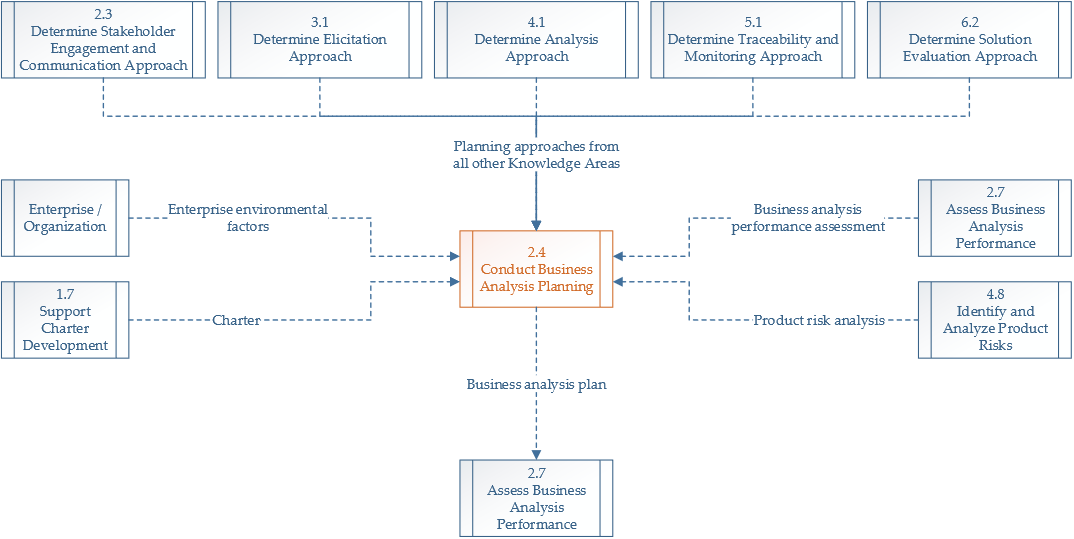 2.3
Determine Stakeholder
Engagement and
Communication Approach
3.1
Determine Elicitation
Approach
4.1
Determine Analysis
Approach
5.1
Determine Traceability and
Monitoring Approach
6.2
Determine Solution
Evaluation Approach
Planning approaches from
all other Knowledge Areas
Enterprise /
Organization
Enterprise environmental
factors
Business analysis
performance assessment
2.7
Assess Business
Analysis
Performance
2.4
Conduct Business
Analysis Planning
1.7
Support
Charter
Development
Charter
Product risk analysis
4.8
Identify and
Analyze Product
Risks
Business analysis plan
2.7
Assess Business
Analysis
Performance